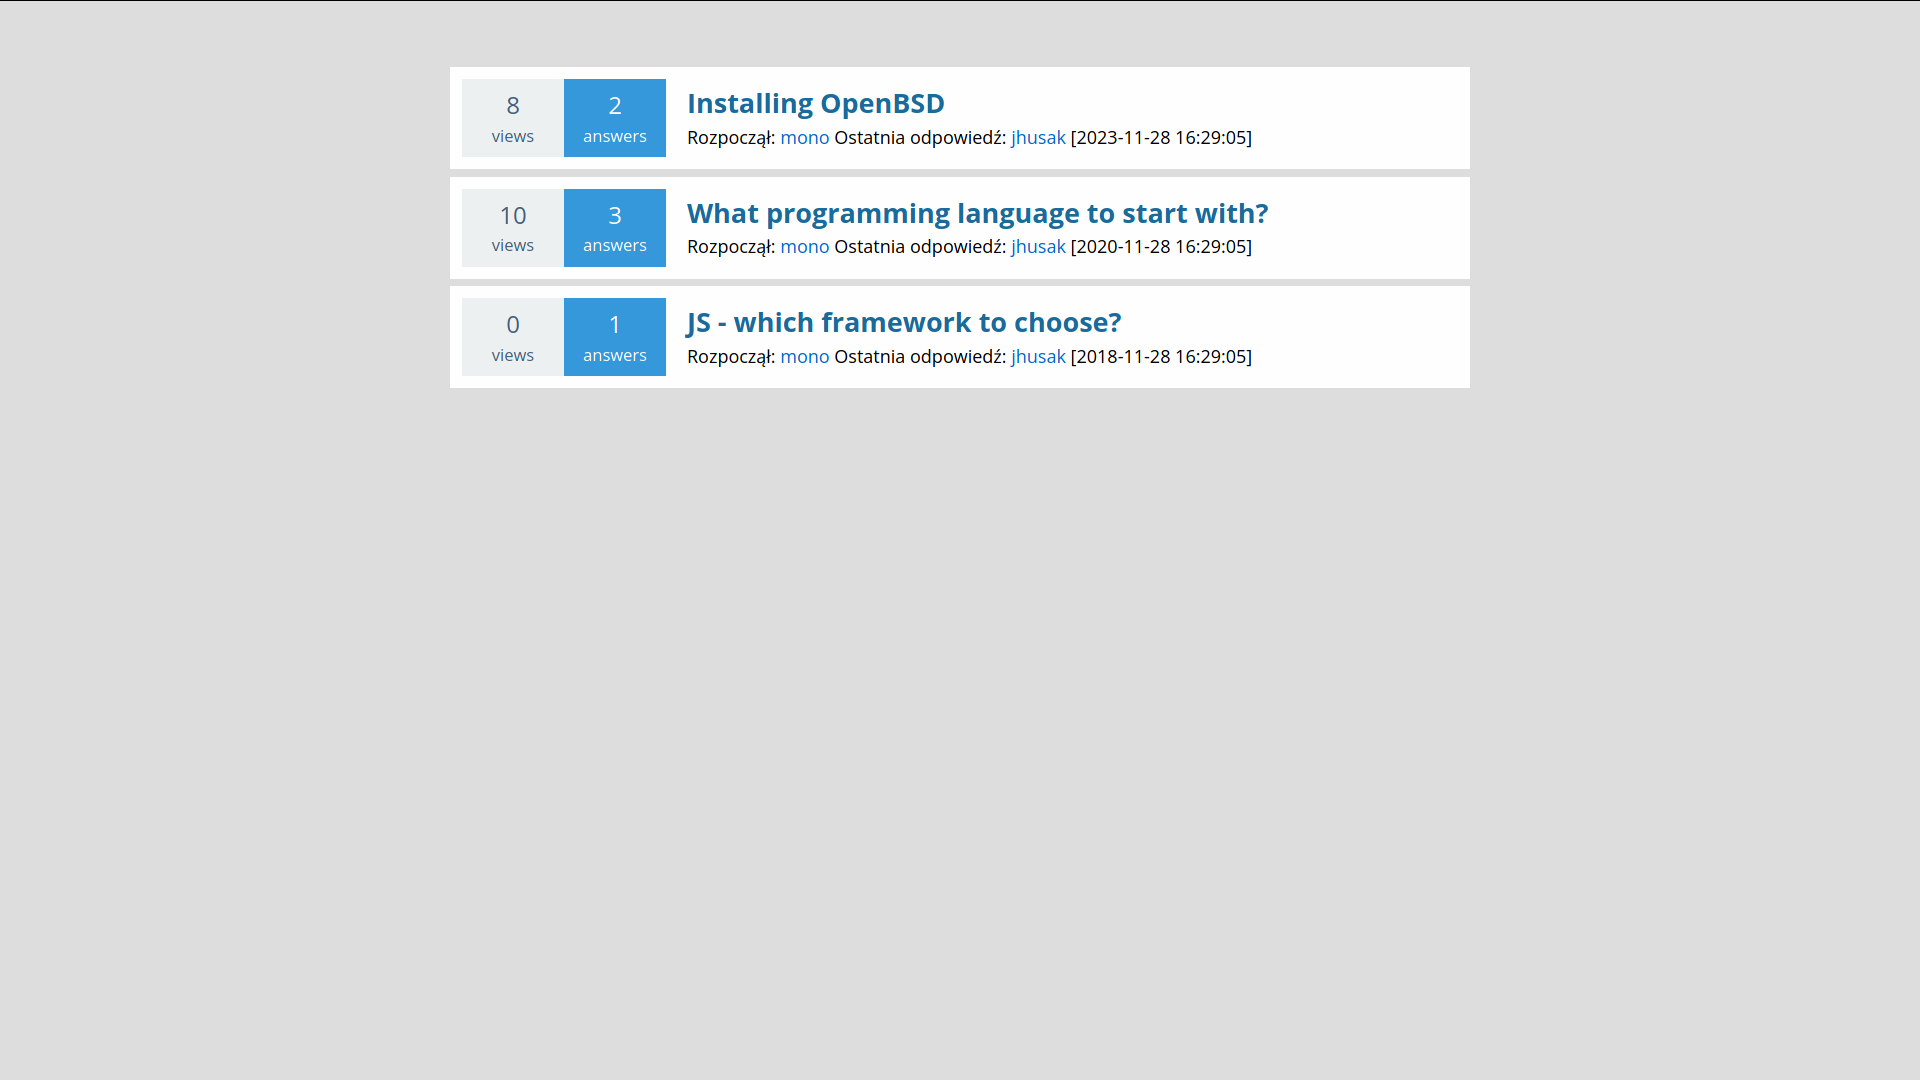 8
views
2
answers
Installing OpenBSD
Rozpoczął: mono Ostatnia odpowiedź: jhusak [2023-11-28 16:29:05]
10
views
3
answers
What programming language to start with?
Rozpoczął: mono Ostatnia odpowiedź: jhusak [2020-11-28 16:29:05]
0
views
1
answers
JS - which framework to choose?
Rozpoczął: mono Ostatnia odpowiedź: jhusak [2018-11-28 16:29:05]